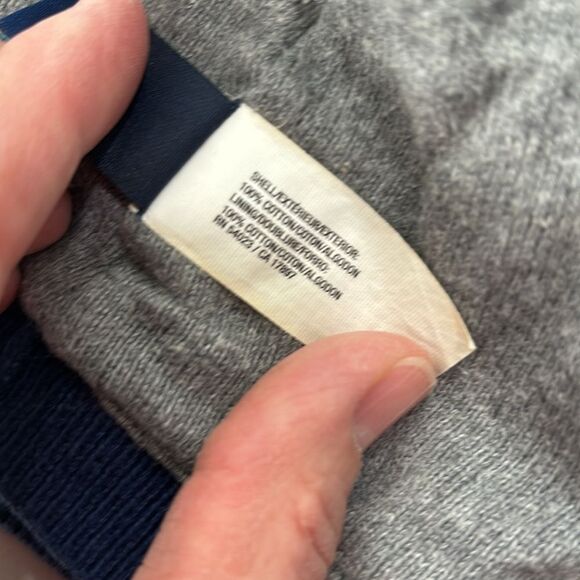 SHELL/EXTÉRIEUR/EXTERIOR:
100% COTTON/COTON/ALGODON
LINING/DOUBLURE/FORRO:
100% COTTON/COTON/ALGODON
RN 54023 / CA 17897